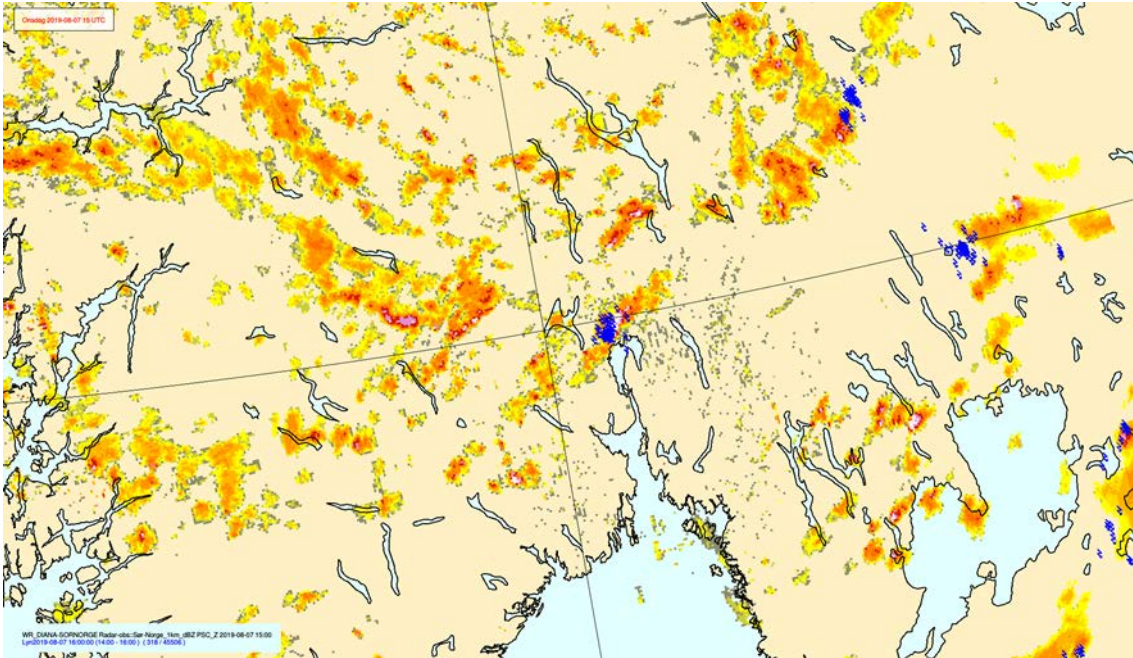 Onsdag 2019-08-07 15 UTC
WR_DIANA-SORNORGE Radar-obs::Sør-Norge_1km_dBZ PSC_Z 2019-08-07 15:00
Lyn2019-08-07 16:00:00 (14:00 - 16:00 ) ( 318 / 45506 )